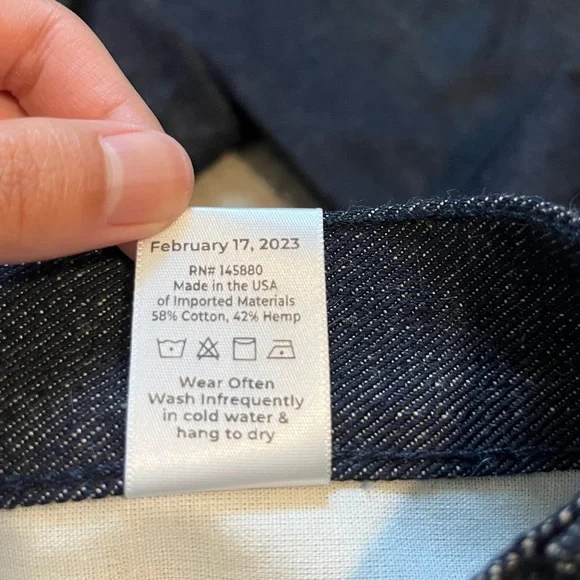 February 17, 2023
RN# 145880
Made in the USA
of Imported Materials
58% Cotton, 42% Hemp
Wear Often
Wash Infrequently
in cold water &
hang to dry